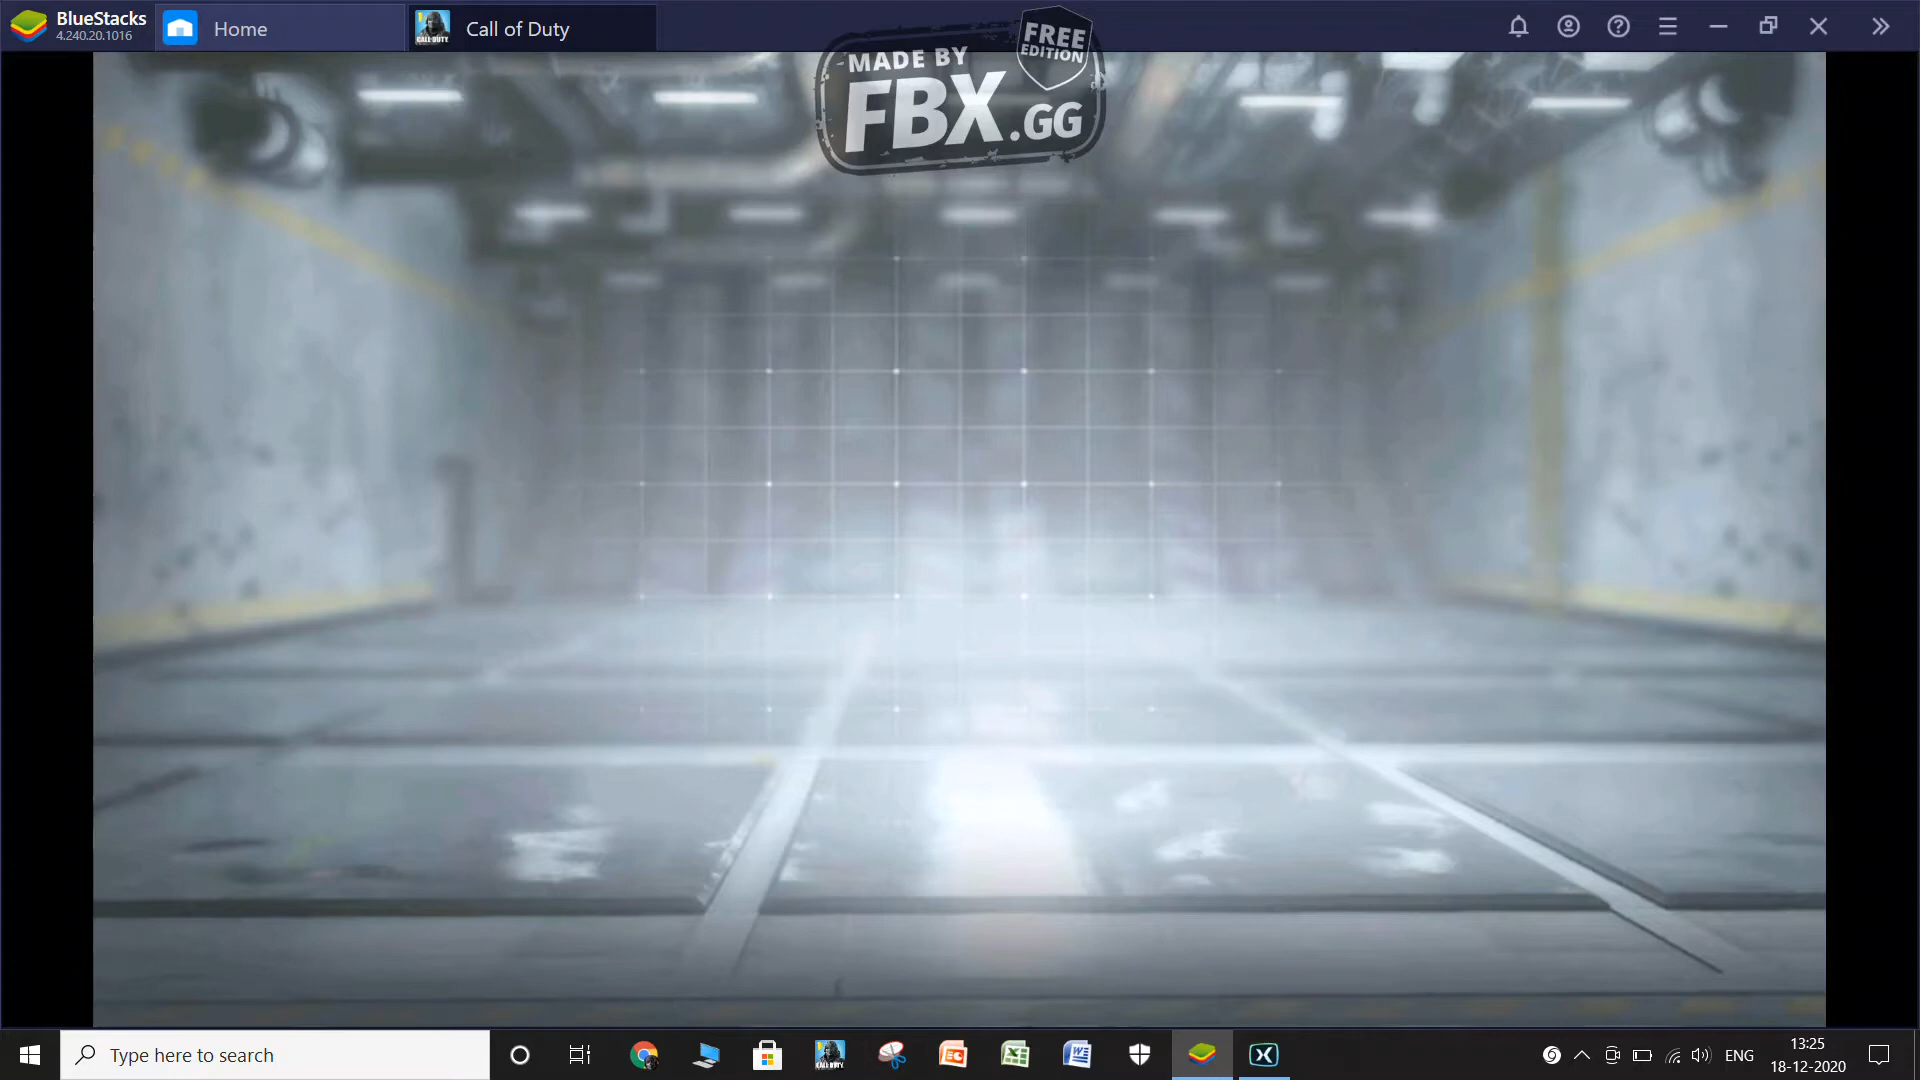 BlueStacks
4.240.20.1016
Home
Call of Duty
MADE BY
FREE
EDITION
FBX.GG
Type here to search
ENG
13:25
18-12-2020